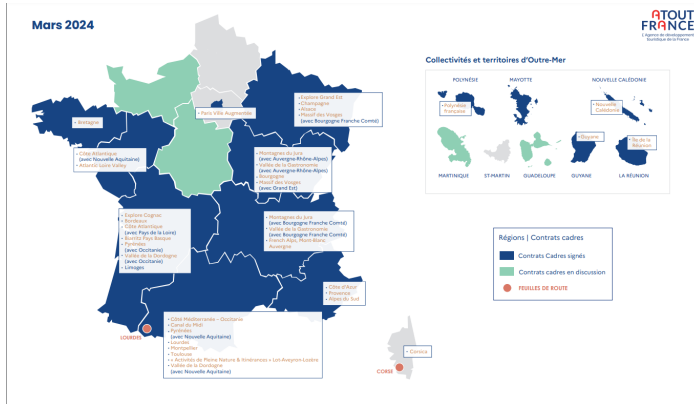 Mars 2024
ATOUT
FRANCE
L'Agence de développement
touristique de la France
Collectivités et territoires d'Outre-Mer
POLYNÉSIE
MAYOTTE
NOUVELLE CALÉDONIE
• Polynésie
française
• Nouvelle
Calédonie
• Guyane
• Île de la
Réunion
MARTINIQUE
ST-MARTIN
GUADELOUPE
GUYANE
LA RÉUNION
• Paris Ville Augmentée
• Explore Grand Est
• Champagne
• Alsace
• Massif des Vosges
(avec Bourgogne Franche Comté)
• Bretagne
• Côte Atlantique
(avec Nouvelle Aquitaine)
• Atlantic Loire Valley
• Montagnes du Jura
(avec Auvergne-Rhône-Alpes)
• Vallée de la Gastronomie
(avec Auvergne-Rhône-Alpes)
• Bourgogne
• Massif des Vosges
(avec Grand Est)
• Explore Cognac
• Bordeaux
• Côte Atlantique
(avec Pays de la Loire)
• Biarritz Pays Basque
• Pyrénées
(avec Occitanie)
• Vallée de la Dordogne
(avec Occitanie)
• Limoges
• Montagnes du Jura
(avec Bourgogne Franche Comté)
• Vallée de la Gastronomie
(avec Bourgogne Franche Comté)
• French Alps, Mont-Blanc
Auvergne
Régions | Contrats cadres
Contrats Cadres signés
Contrats cadres en discussion
FEUILLES DE ROUTE
• Côte d'Azur
• Provence
• Alpes du Sud
LOURDES
• Côté Méditerranée - Occitanie
• Canal du Midi
• Pyrénées
(avec Nouvelle Aquitaine)
• Lourdes
• Montpellier
• Toulouse
• « Activités de Pleine Nature & Itinérances » Lot-Aveyron-Lozère
• Vallée de la Dordogne
(avec Nouvelle Aquitaine)
• Corsica
CORSE